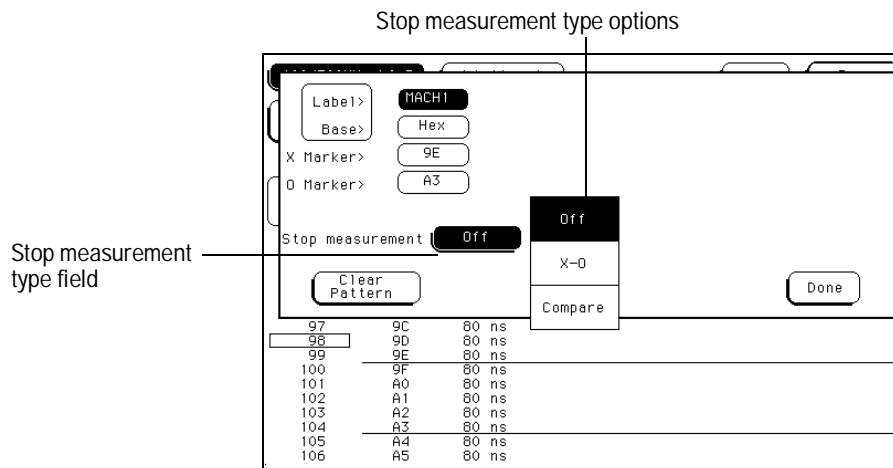 Stop measurement type options
Label>
MACH1
Base>
Hex
X Marker>
9E
O Marker>
A3
Stop measurement
Off
Off
X-O
Compare
Stop measurement
type field
Clear
Pattern
Done
97 9C 80 ns
98 9D 80 ns
99 9E 80 ns
100 9F 80 ns
101 A0 80 ns
102 A1 80 ns
103 A2 80 ns
104 A3 80 ns
105 A4 80 ns
106 A5 80 ns